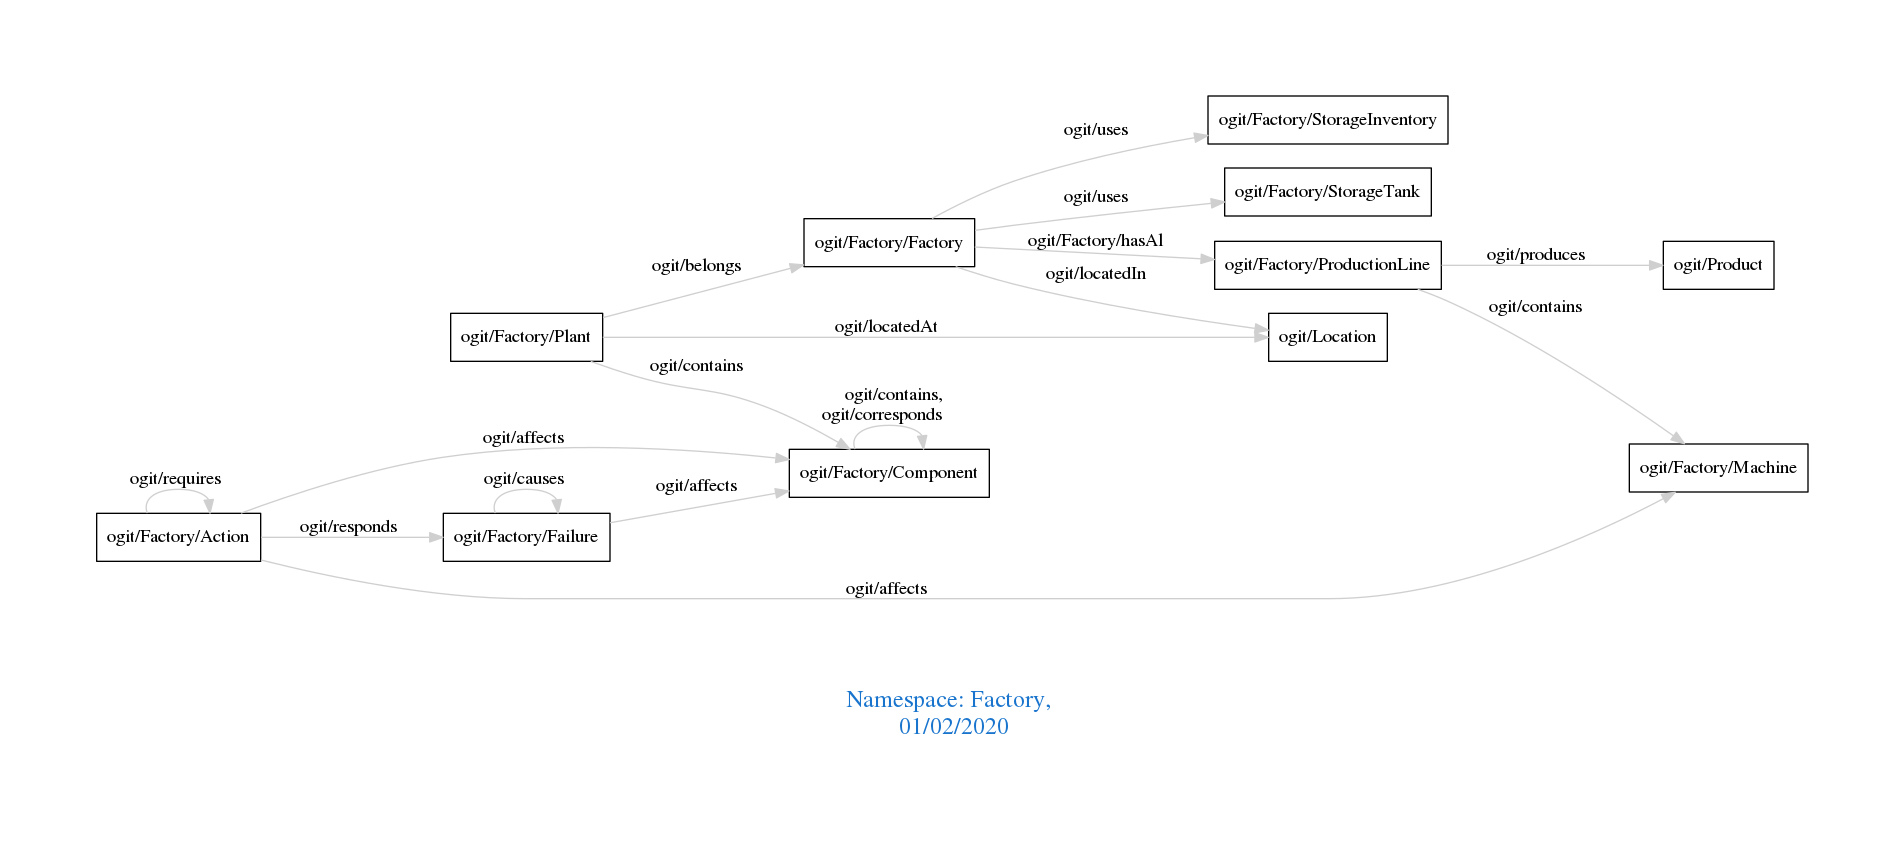 ogit/Factory/StorageInventory
ogit/uses
ogit/Factory/StorageTank
ogit/uses
ogit/Factory/Factory
ogit/Factory/hasAl
ogit/Factory/ProductionLine
ogit/produces
ogit/Product
ogit/belongs
ogit/locatedIn
ogit/contains
ogit/Factory/Plant
ogit/locatedAt
ogit/Location
ogit/contains
ogit/contains,
ogit/corresponds
ogit/affects
ogit/Factory/Component
ogit/Factory/Machine
ogit/requires
ogit/causes
ogit/affects
ogit/Factory/Action
ogit/responds
ogit/Factory/Failure
ogit/affects
Namespace: Factory,
01/02/2020